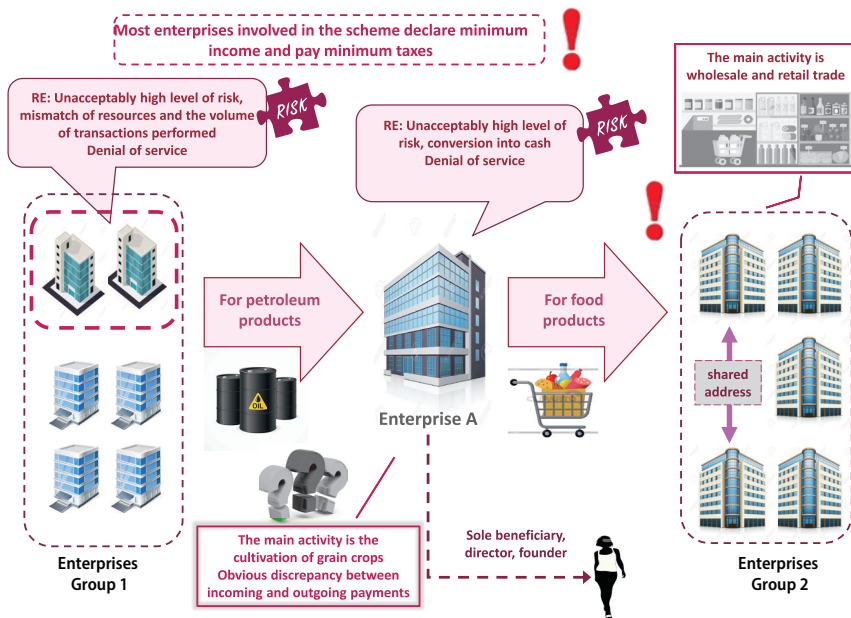 Most enterprises involved in the scheme declare minimum
income and pay minimum taxes
The main activity is
wholesale and retail trade
RE: Unacceptably high level of risk,
mismatch of resources and the volume
of transactions performed
Denial of service
RISK
RE: Unacceptably high level of
risk, conversion into cash
Denial of service
RISK
For petroleum
products
For food
products
OIL
Enterprise A
shared
address
The main activity is the
cultivation of grain crops
Obvious discrepancy between
incoming and outgoing payments
Sole beneficiary,
director, founder
Enterprises
Group 1
Enterprises
Group 2